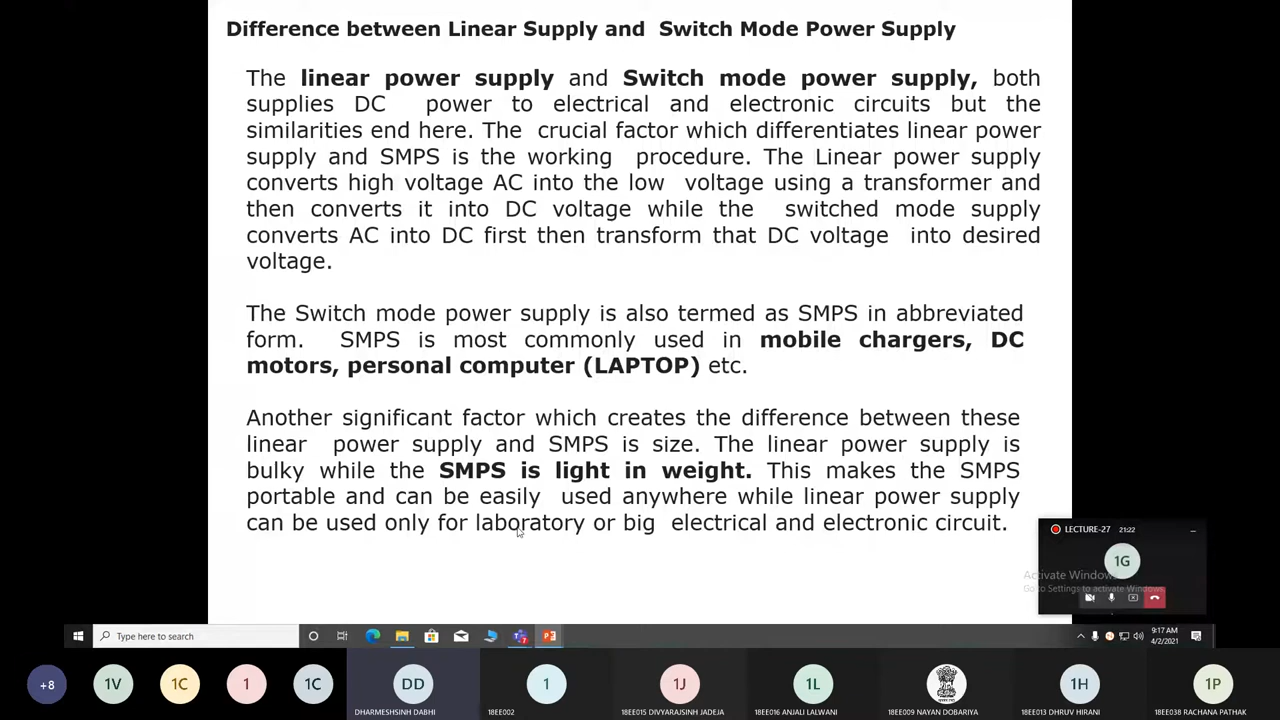 Difference between Linear Supply and Switch Mode Power Supply
The linear power supply and Switch mode power supply, both
supplies DC power to electrical and electronic circuits but the
similarities end here. The crucial factor which differentiates linear power
supply and SMPS is the working procedure. The Linear power supply
converts high voltage AC into the low voltage using a transformer and
then converts it into DC voltage while the switched mode supply
converts AC into DC first then transform that DC voltage into desired
voltage.
The Switch mode power supply is also termed as SMPS in abbreviated
form. SMPS is most commonly used in mobile chargers, DC
motors, personal computer (LAPTOP) etc.
Another significant factor which creates the difference between these
linear power supply and SMPS is size. The linear power supply is
bulky while the SMPS is light in weight. This makes the SMPS
portable and can be easily used anywhere while linear power supply
can be used only for laboratory or big electrical and electronic circuit.
LECTURE-27 21:22
1G
Activate Windows
Go to Settings to activate Windows.
Type here to search
9:17 AM
4/2/2021
+8 1V 1C 1 1C DD 1 1J 1L 1H 1P
DHARMESHSINH DABHI 18EE002 18EE015 DIVYARAJSINH JADEJA 18EE016 ANJALI LALWANI 18EE009 NAYAN DOBARIYA 18EE013 DHRUV HIRANI 18EE038 RACHANA PATHAK